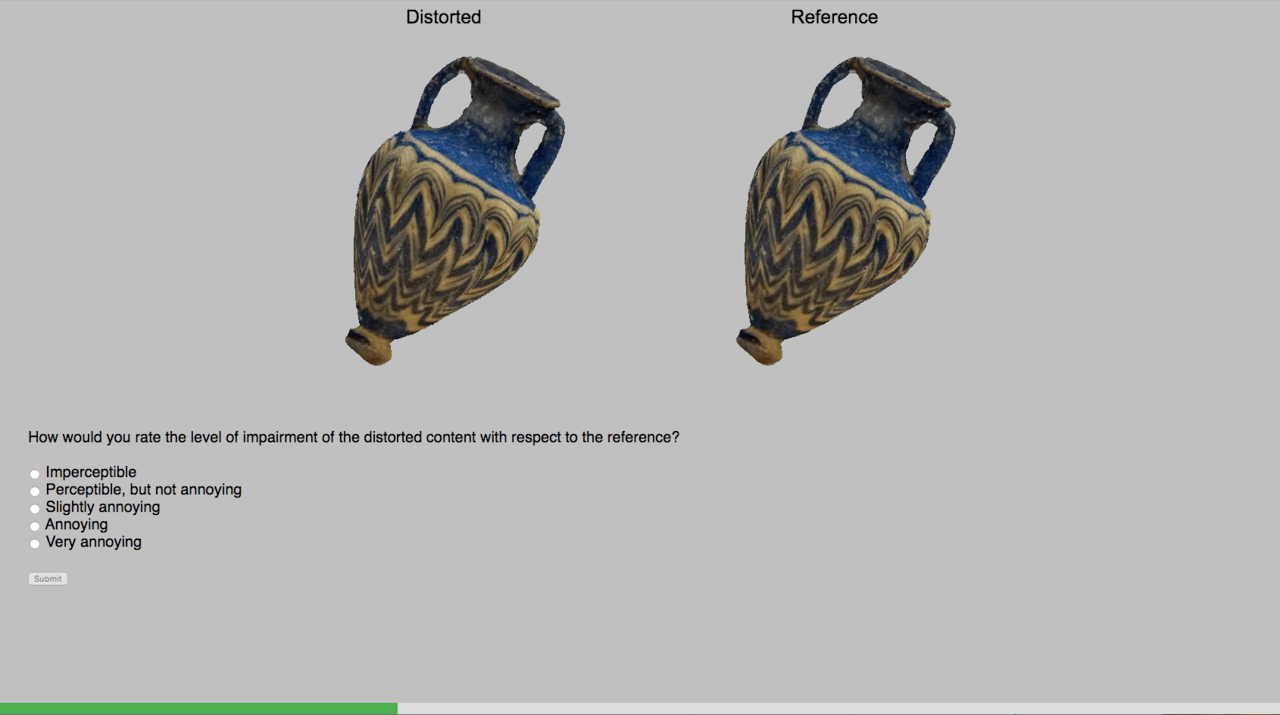 Distorted Reference
How would you rate the level of impairment of the distorted content with respect to the reference?
Imperceptible
Perceptible, but not annoying
Slightly annoying
Annoying
Very annoying
Submit